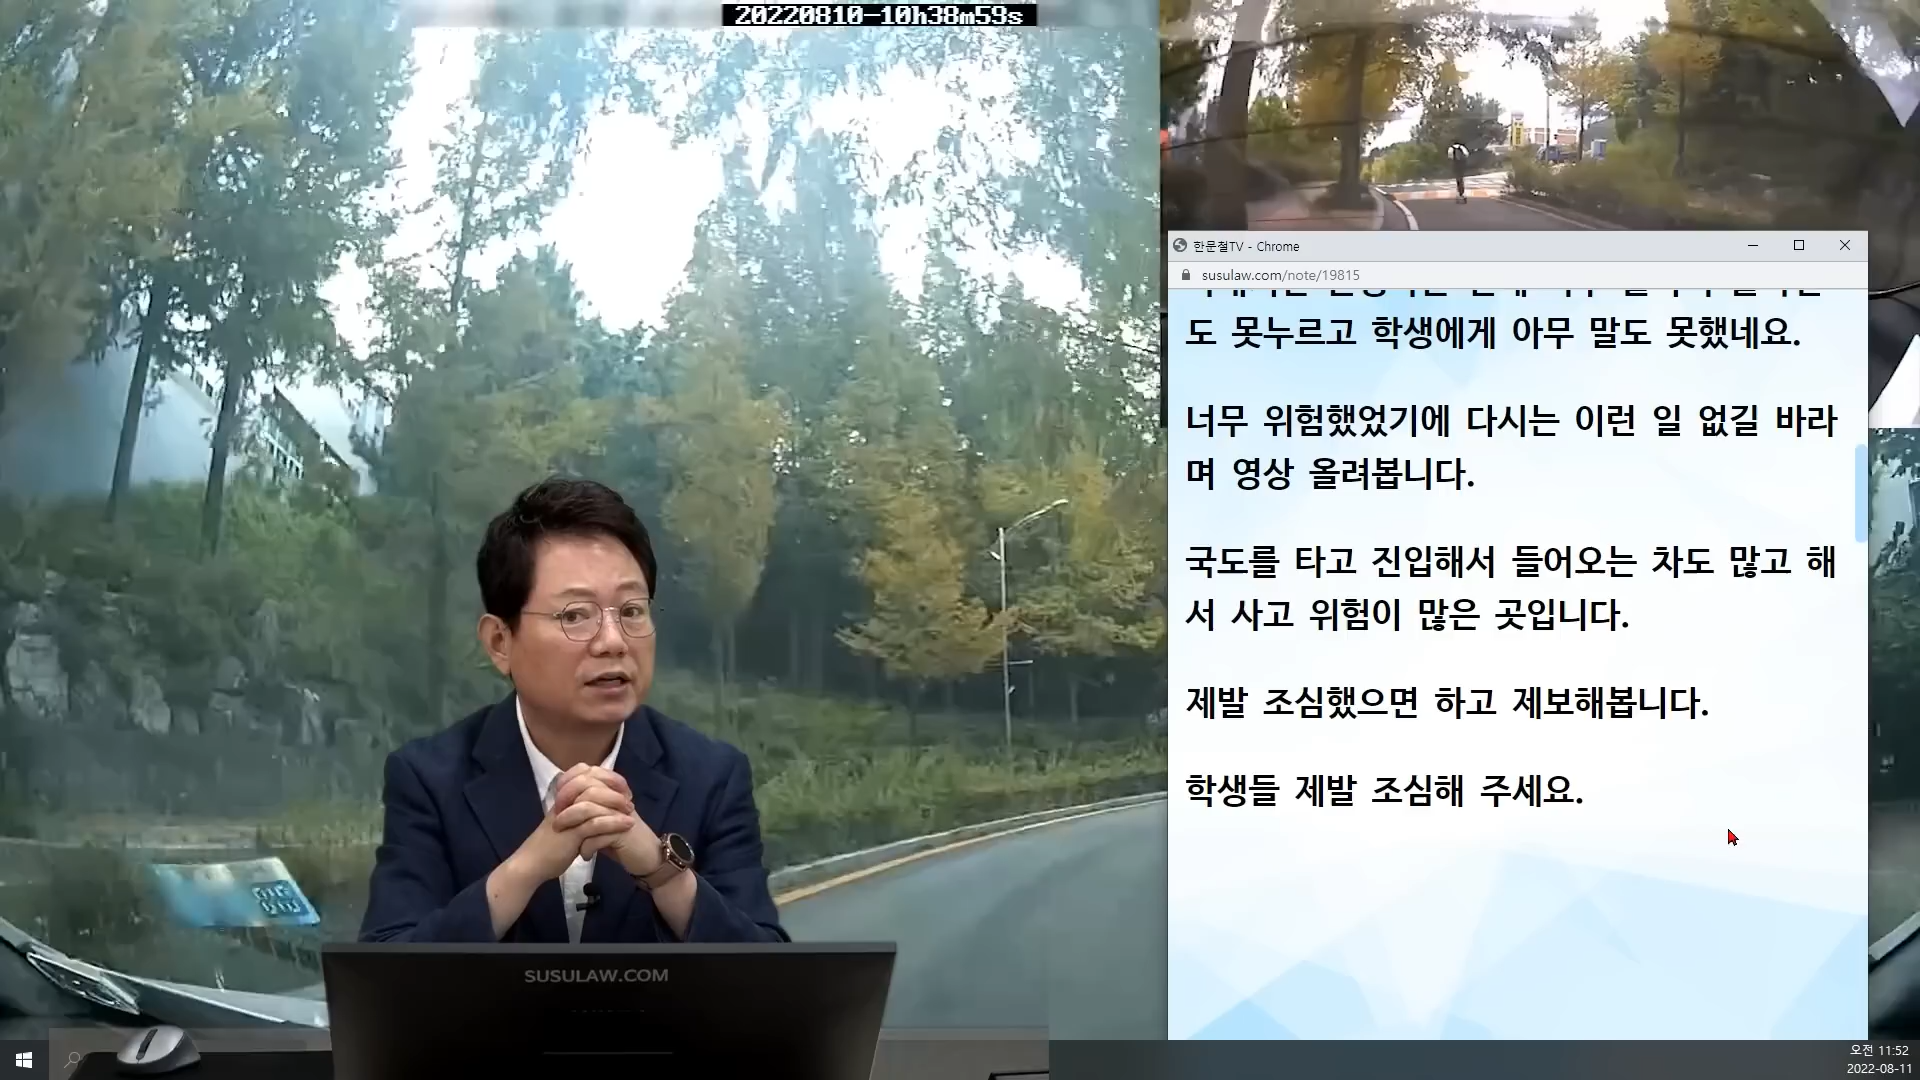 20220810-10h38m59s
한문철TV - Chrome
susulaw.com/note/19815
도 못누르고 학생에게 아무 말도 못했네요.
너무 위험했었기에 다시는 이런 일 없길 바라
며 영상 올려봅니다.
국도를 타고 진입해서 들어오는 차도 많고 해
서 사고 위험이 많은 곳입니다.
제발 조심했으면 하고 제보해봅니다.
학생들 제발 조심해 주세요.
SUSULAW.COM
오전 11:52
2022-08-11